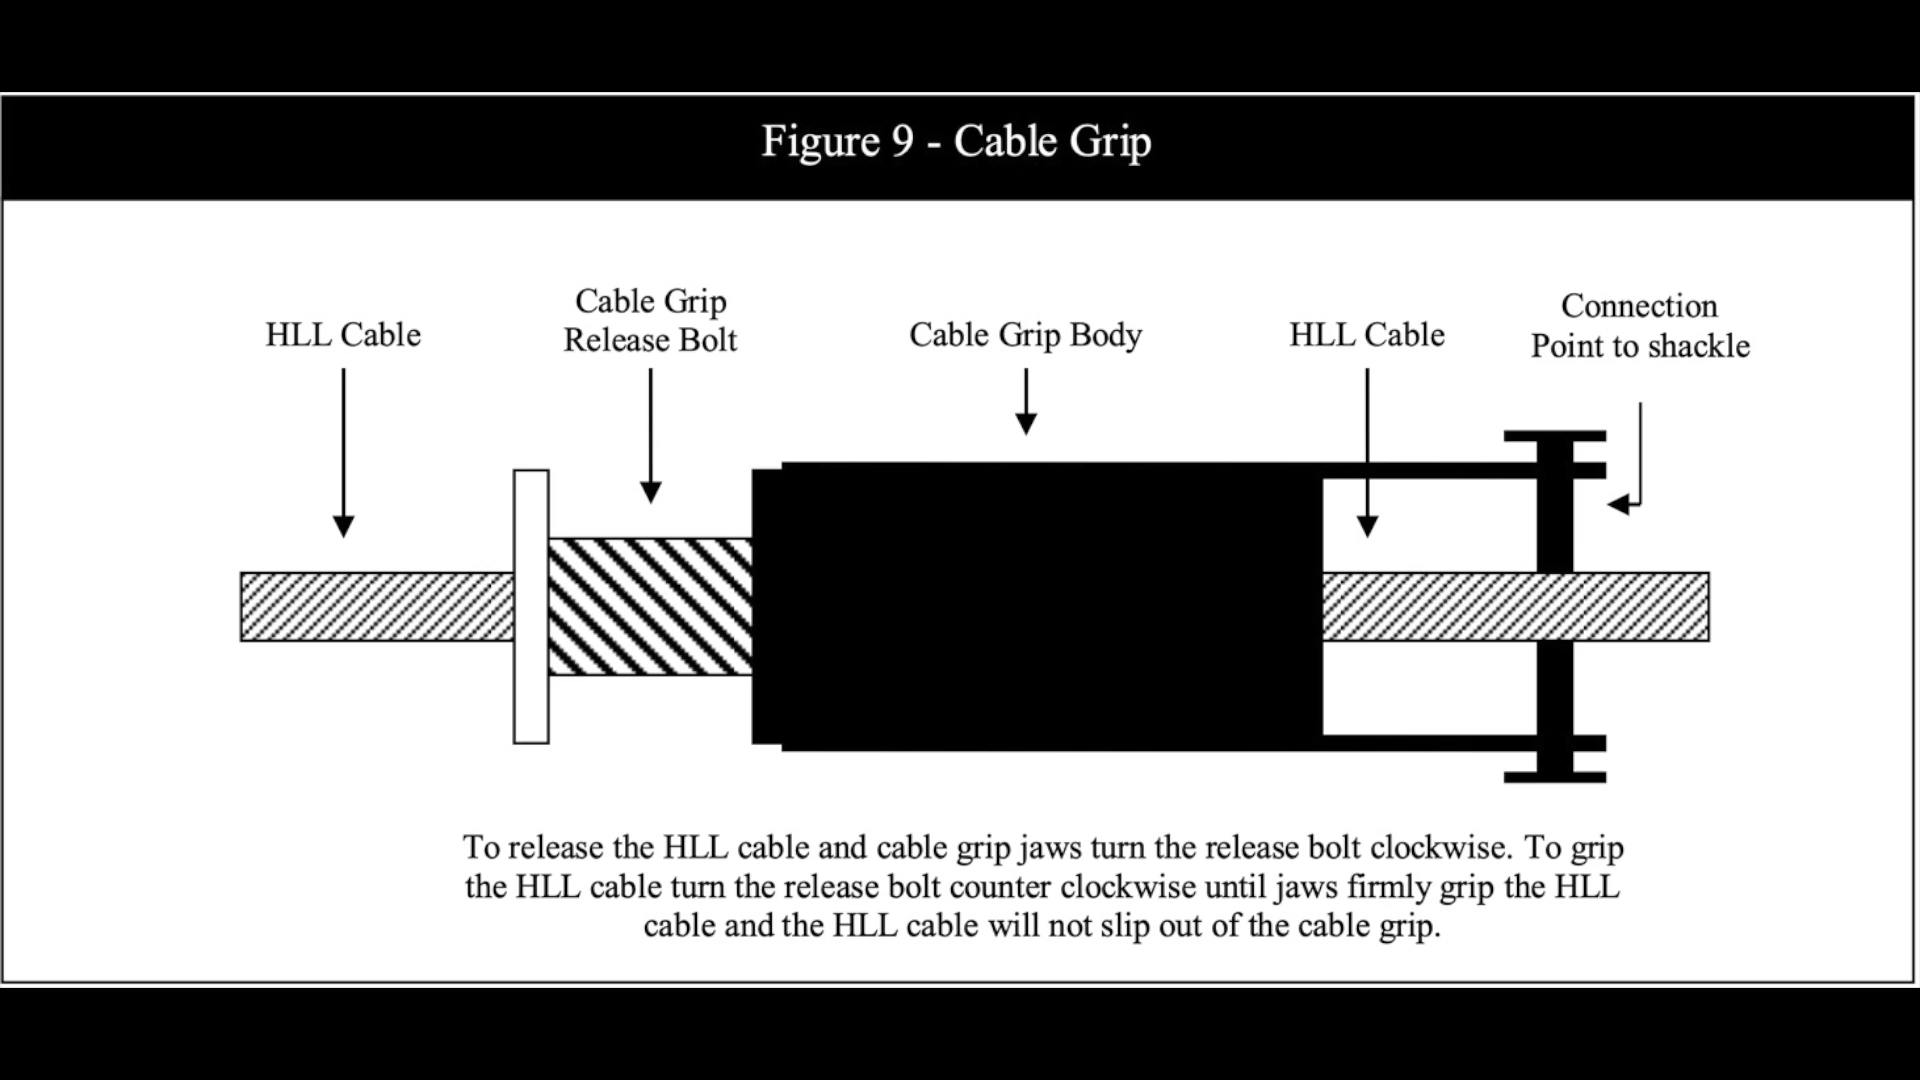 Figure 9 - Cable Grip
HLL Cable
Cable Grip
Release Bolt
Cable Grip Body
HLL Cable
Connection
Point to shackle
To release the HLL cable and cable grip jaws turn the release bolt clockwise. To grip
the HLL cable turn the release bolt counter clockwise until jaws firmly grip the HLL
cable and the HLL cable will not slip out of the cable grip.